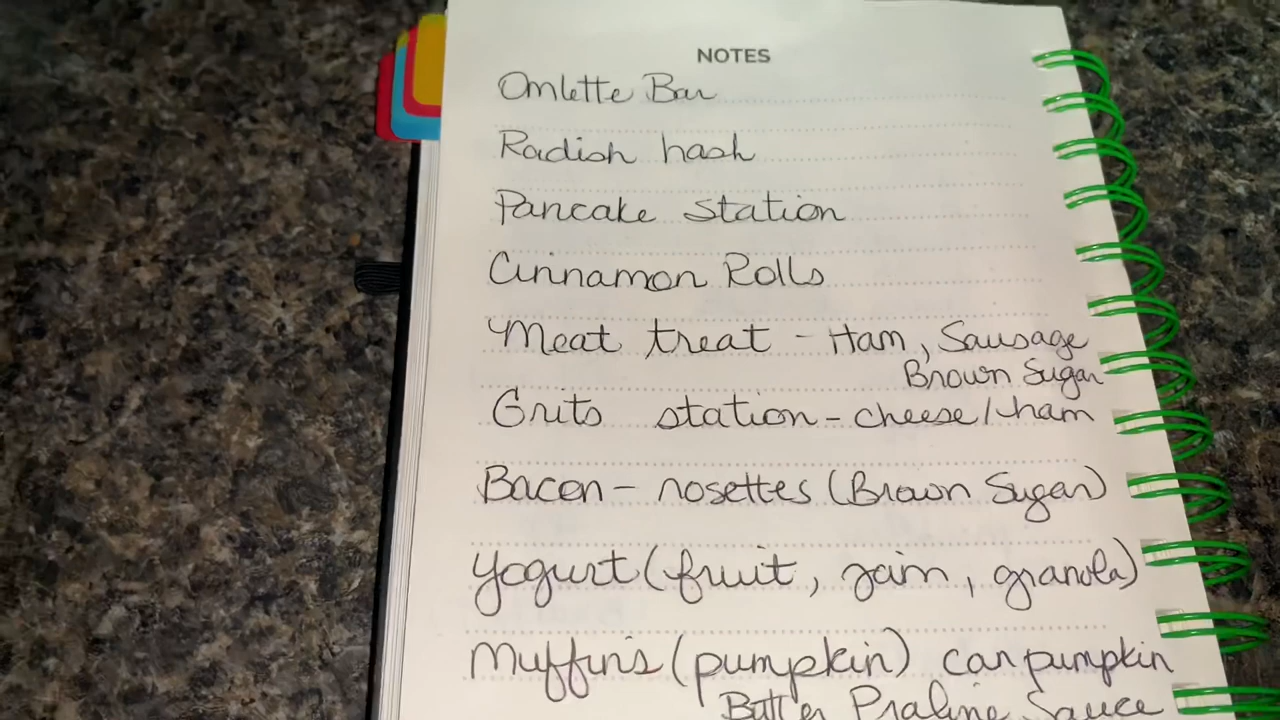 NOTES
Omlette Bar
Radish hash
Pancake Station
Cinnamon Rolls
Meat treat - Ham, Sausage
Brown Sugar
Grits station - cheese/ham
Bacon - rosettes (Brown Sugar)
Yogurt (fruit, jam, granola)
Muffins (pumpkin) can pumpkin
Butter Praline Sauce